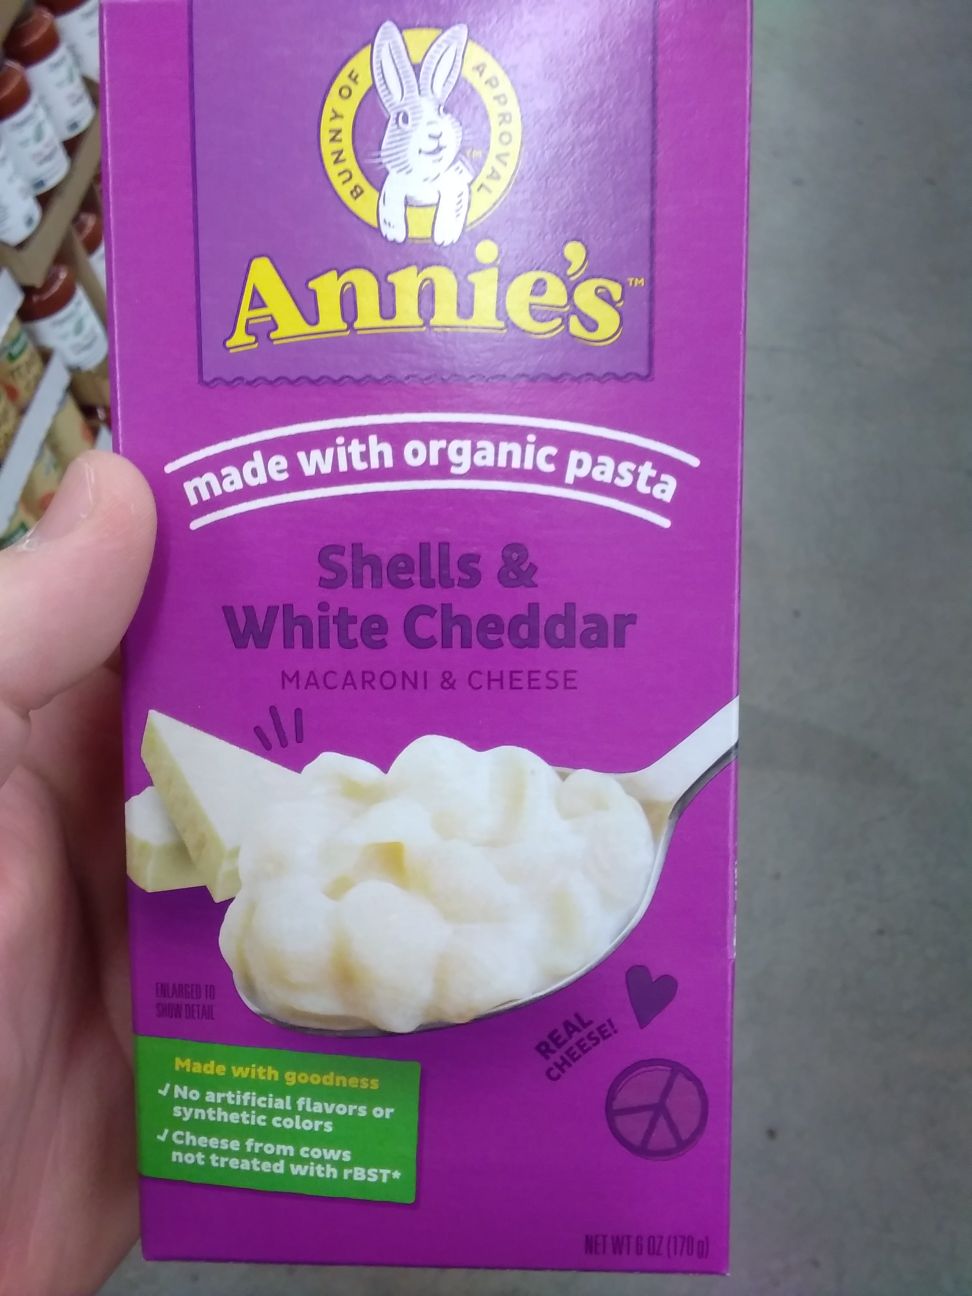 BUNNY OF APPROVAL
TM
Annie's™
made with organic pasta
Shells &
White Cheddar
MACARONI & CHEESE
ENLARGED TO
SHOW DETAIL
REAL
CHEESE!
Made with goodness
✓No artificial flavors or
synthetic colors
✓Cheese from cows
not treated with rBST*
NET WT 6 OZ (170 g)